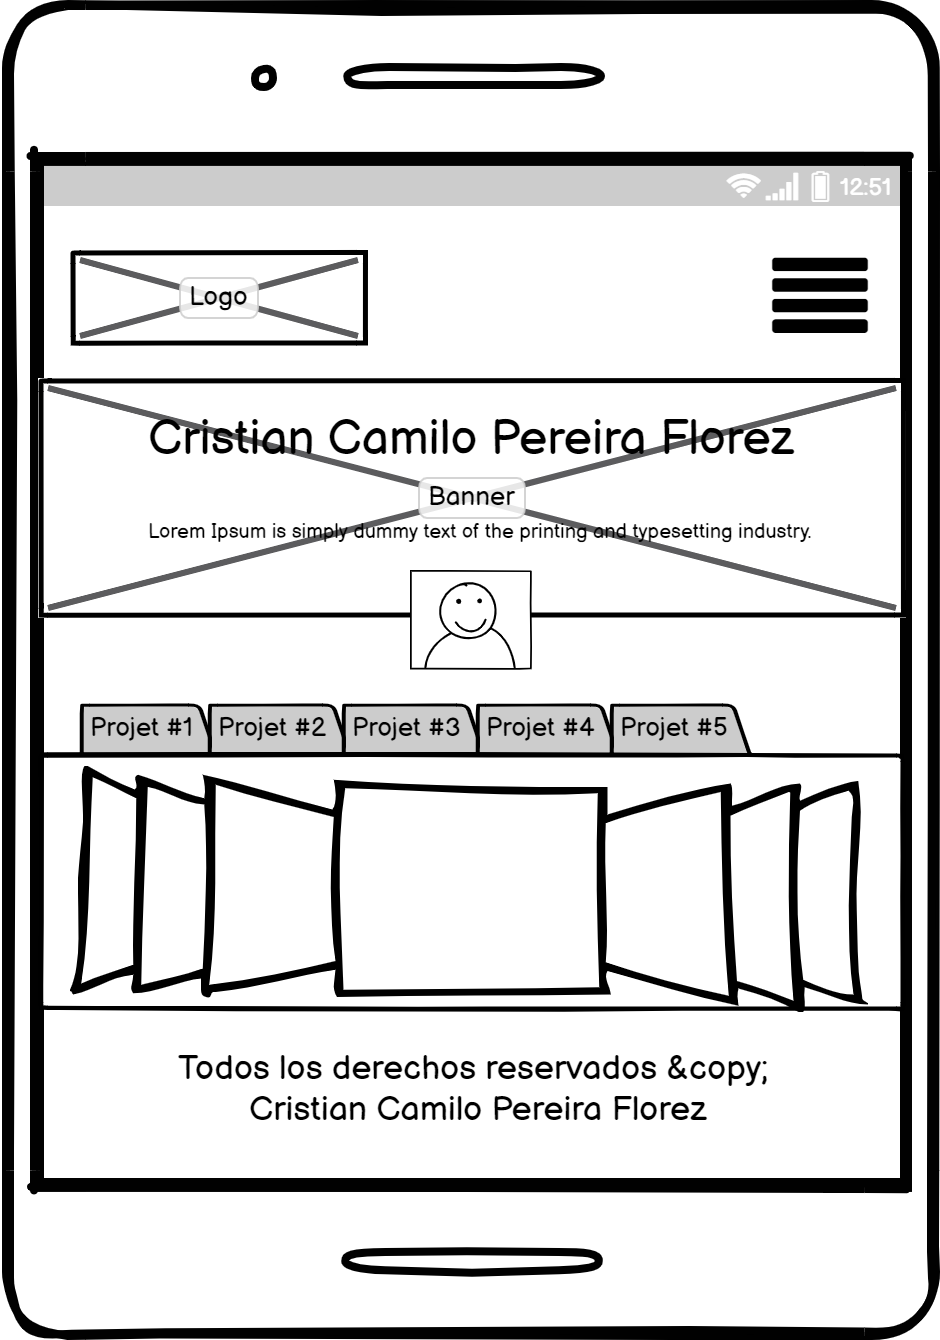 12:51
Logo
Cristian Camilo Pereira Florez
Banner
Lorem Ipsum is simply dummy text of the printing and typesetting industry.
Projet #1 Projet #2 Projet #3 Projet #4 Projet #5
Todos los derechos reservados &copy;
Cristian Camilo Pereira Florez